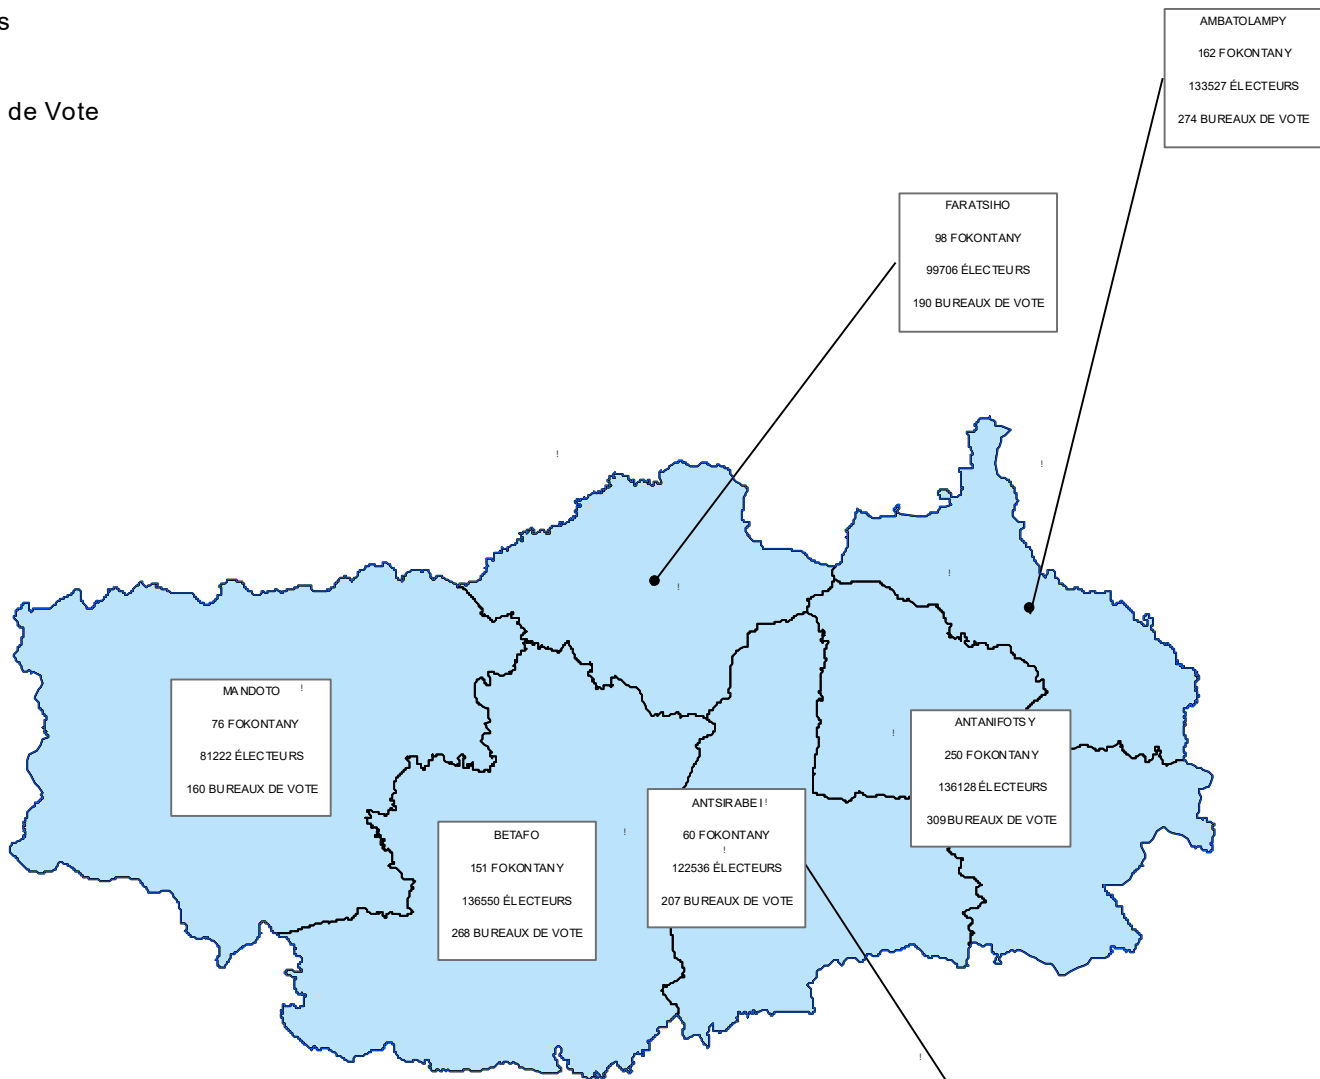 s
de Vote
AMBATOLAMPY
162 FOKONTANY
133527 ÉLECTEURS
274 BUREAUX DE VOTE
FARATSIHO
98 FOKONTANY
99706 ÉLECTEURS
190 BUREAUX DE VOTE
MANDOTO
76 FOKONTANY
81222 ÉLECTEURS
160 BUREAUX DE VOTE
ANTANIFOTSY
250 FOKONTANY
136128 ÉLECTEURS
309 BUREAUX DE VOTE
ANTSIRABE I
60 FOKONTANY
122536 ÉLECTEURS
207 BUREAUX DE VOTE
BETAFO
151 FOKONTANY
136550 ÉLECTEURS
268 BUREAUX DE VOTE